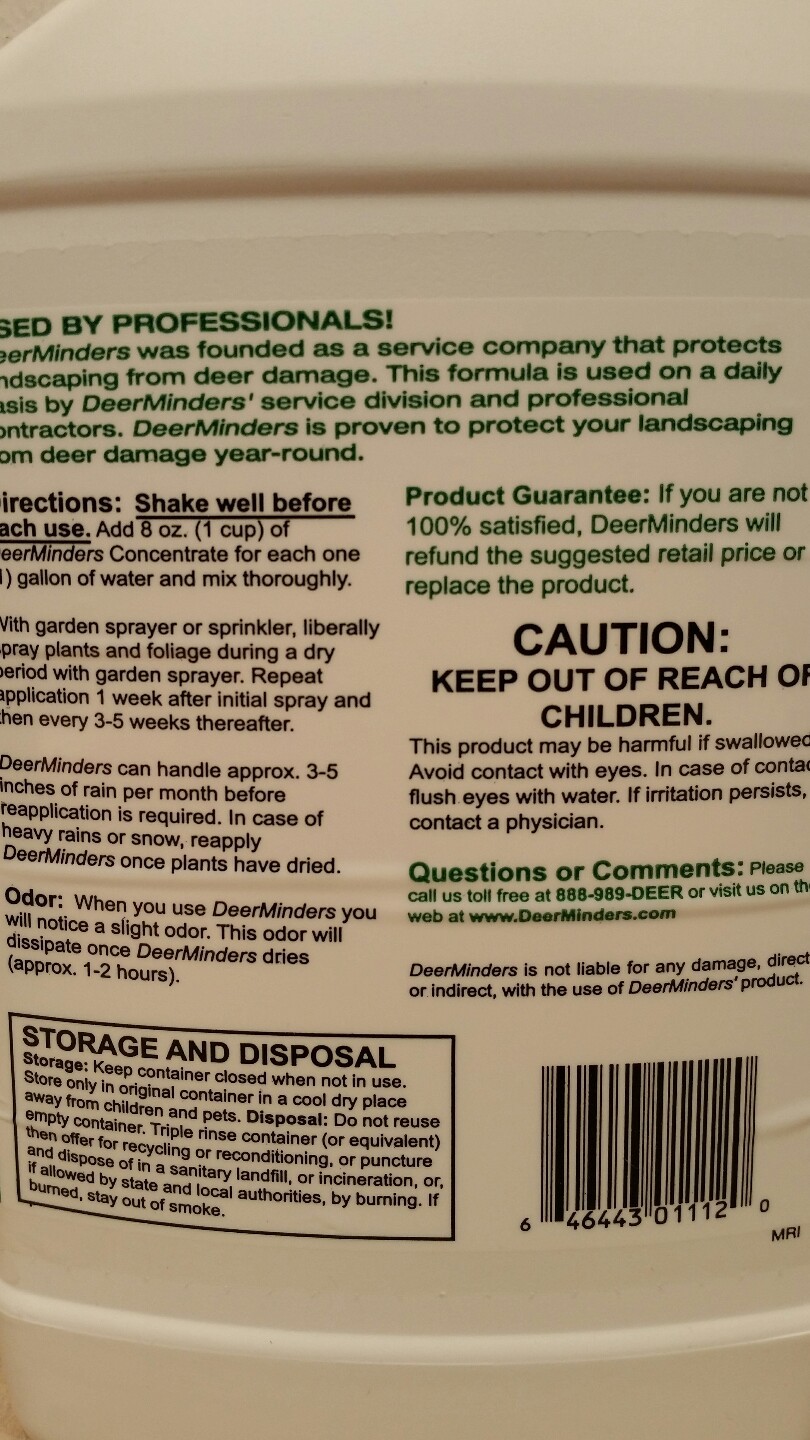 SED BY PROFESSIONALS!
eerMinders was founded as a service company that protects
ndscaping from deer damage. This formula is used on a daily
asis by DeerMinders' service division and professional
ontractors. DeerMinders is proven to protect your landscaping
om deer damage year-round.
irections: Shake well before
ach use. Add 8 oz. (1 cup) of
eerMinders Concentrate for each one
1) gallon of water and mix thoroughly.
With garden sprayer or sprinkler, liberally
spray plants and foliage during a dry
period with garden sprayer. Repeat
application 1 week after initial spray and
then every 3-5 weeks thereafter.
DeerMinders can handle approx. 3-5
inches of rain per month before
reapplication is required. In case of
heavy rains or snow, reapply
DeerMinders once plants have dried.
Odor: When you use DeerMinders you
will notice a slight odor. This odor will
dissipate once DeerMinders dries
(approx. 1-2 hours).
Product Guarantee: If you are not
100% satisfied, DeerMinders will
refund the suggested retail price or
replace the product.
CAUTION:
KEEP OUT OF REACH OF
CHILDREN.
This product may be harmful if swallowed
Avoid contact with eyes. In case of contac
flush eyes with water. If irritation persists,
contact a physician.
Questions or Comments: Please
call us toll free at 888-989-DEER or visit us on th
web at www.DeerMinders.com
DeerMinders is not liable for any damage, direct
or indirect, with the use of DeerMinders' product.
STORAGE AND DISPOSAL
Storage: Keep container closed when not in use.
Store only in original container in a cool dry place
away from children and pets. Disposal: Do not reuse
empty container. Triple rinse container (or equivalent)
then offer for recycling or reconditioning, or puncture
and dispose of in a sanitary landfill, or incineration, or,
if allowed by state and local authorities, by burning. If
burned, stay out of smoke.
6 46443 01112 0
MRI